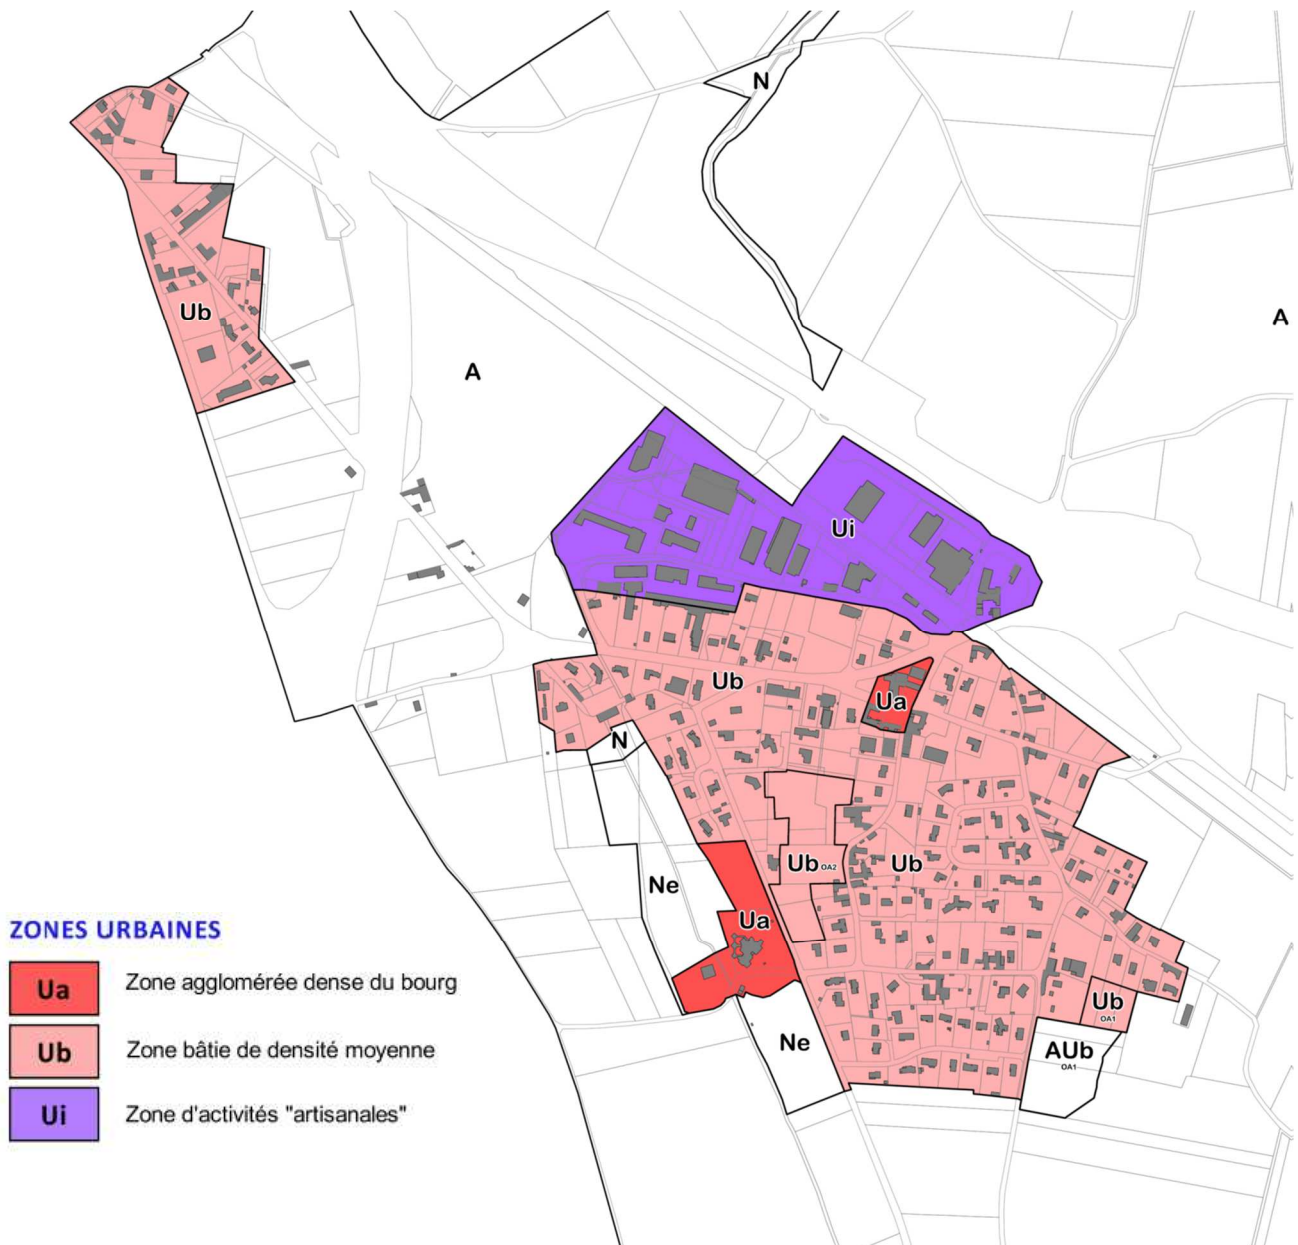 N
Ub
A
A
Ui
Ub
Ua
N
Ub OA2
Ub
Ne
Ua
Ub
OA1
Ne
AUb
OA1
ZONES URBAINES
Ua Zone agglomérée dense du bourg
Ub Zone bâtie de densité moyenne
Ui Zone d'activités "artisanales"